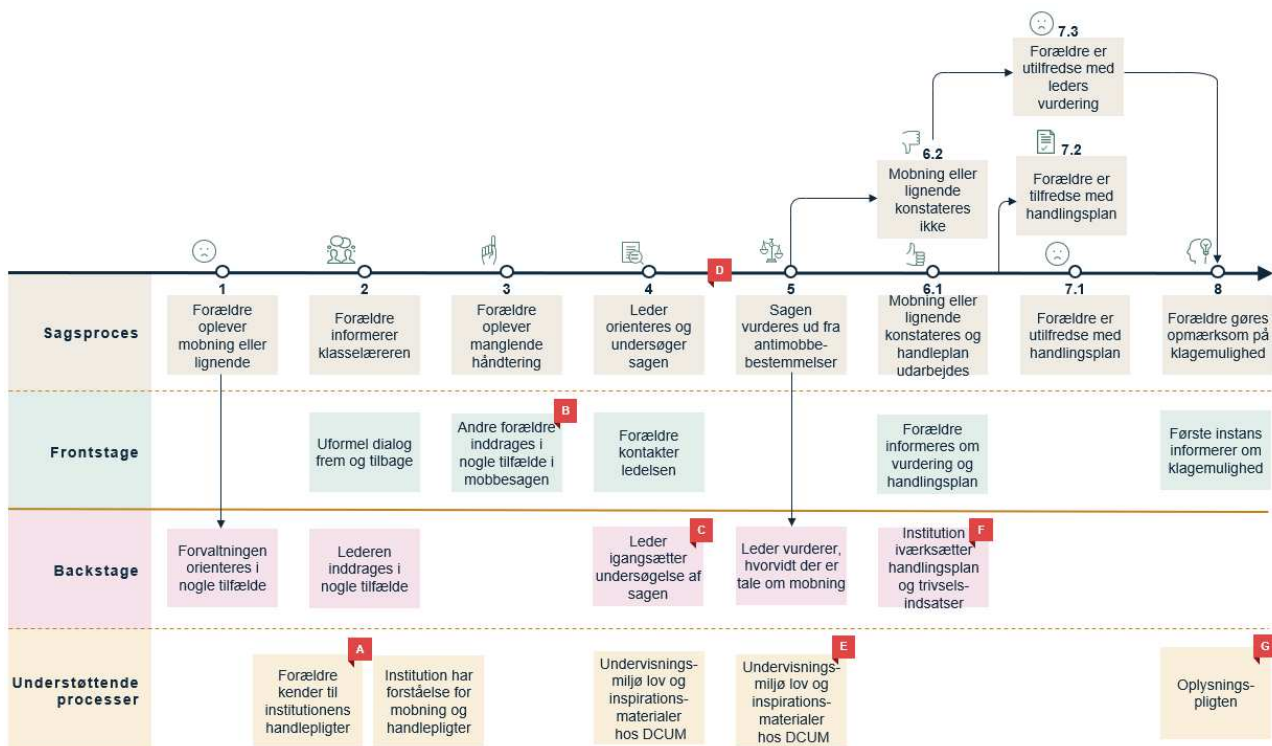 7.3
Forældre er
utilfredse med
leders
vurdering
6.2
Mobning eller
lignende
konstateres
ikke
7.2
Forældre er
tilfredse med
handlingsplan
D
Sagsproces
1
Forældre
oplever
mobning eller
lignende
2
Forældre
informerer
klasselæreren
3
Forældre
oplever
manglende
håndtering
4
Leder
orienteres og
undersøger
sagen
5
Sagen
vurderes ud fra
antimobbe-
bestemmelser
6.1
Mobning eller
lignende
konstateres og
handleplan
udarbejdes
7.1
Forældre er
utilfredse med
handlingsplan
8
Forældre gøres
opmærksom på
klagemulighed
Frontstage
Uformel dialog
frem og tilbage
B
Andre forældre
inddrages i
nogle tilfælde i
mobbesagen
Forældre
kontakter
ledelsen
Forældre
informeres om
vurdering og
handlingsplan
Første instans
informerer om
klagemulighed
Backstage
Forvaltningen
orienteres i
nogle tilfælde
Lederen
inddrages i
nogle tilfælde
C
Leder
igangsætter
undersøgelse af
sagen
Leder vurderer,
hvorvidt der er
tale om mobning
F
Institution
iværksætter
handlingsplan
og trivsels-
indsatser
Understøttende
processer
A
Forældre
kender til
institutionens
handlepligter
Institution har
forståelse for
mobning og
handlepligter
Undervisnings-
miljø lov og
inspirations-
materialer
hos DCUM
E
Undervisnings-
miljø lov og
inspirations-
materialer
hos DCUM
G
Oplysnings-
pligten